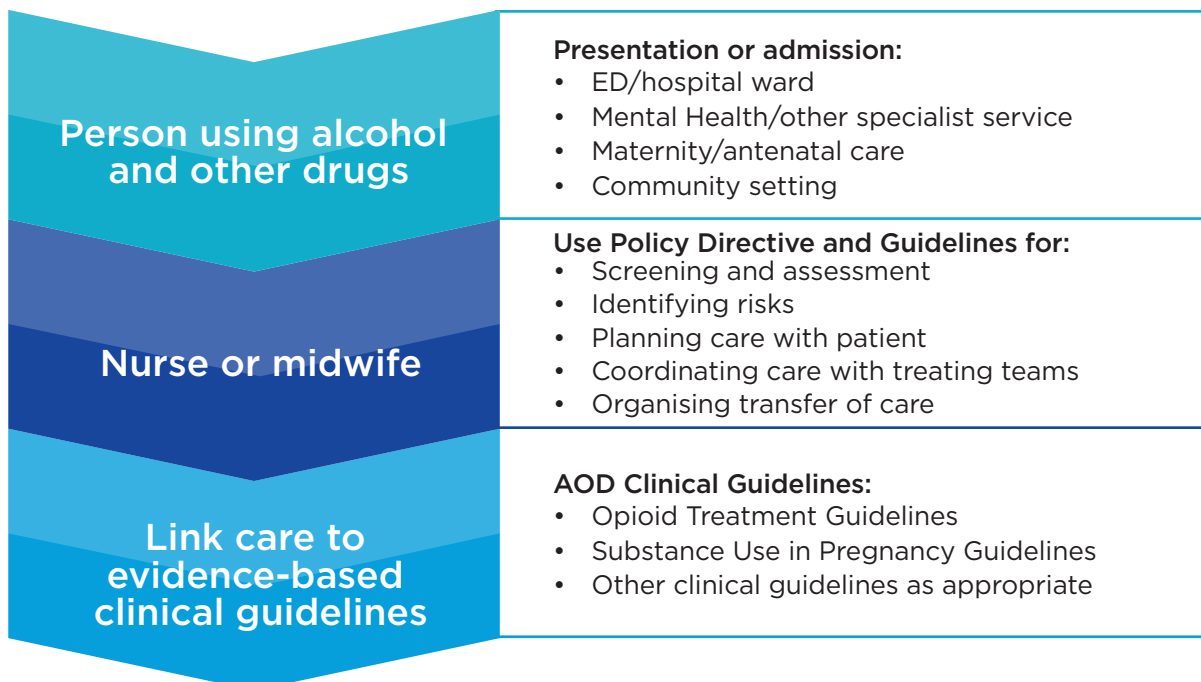 Person using alcohol
and other drugs
Presentation or admission:
• ED/hospital ward
• Mental Health/other specialist service
• Maternity/antenatal care
• Community setting
Nurse or midwife
Use Policy Directive and Guidelines for:
• Screening and assessment
• Identifying risks
• Planning care with patient
• Coordinating care with treating teams
• Organising transfer of care
Link care to
evidence-based
clinical guidelines
AOD Clinical Guidelines:
• Opioid Treatment Guidelines
• Substance Use in Pregnancy Guidelines
• Other clinical guidelines as appropriate